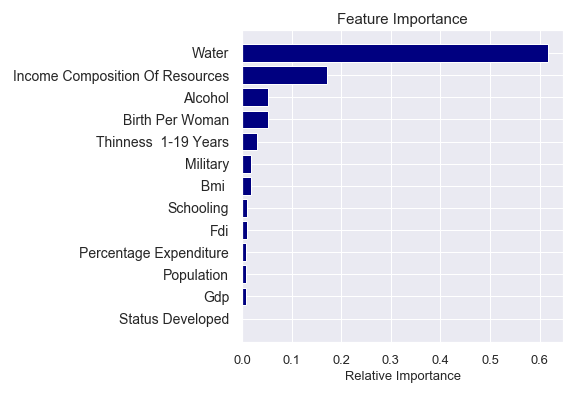 Feature Importance
Water
Income Composition Of Resources
Alcohol
Birth Per Woman
Thinness  1-19 Years
Military
Bmi
Schooling
Fdi
Percentage Expenditure
Population
Gdp
Status Developed
0.0 0.1 0.2 0.3 0.4 0.5 0.6
Relative Importance